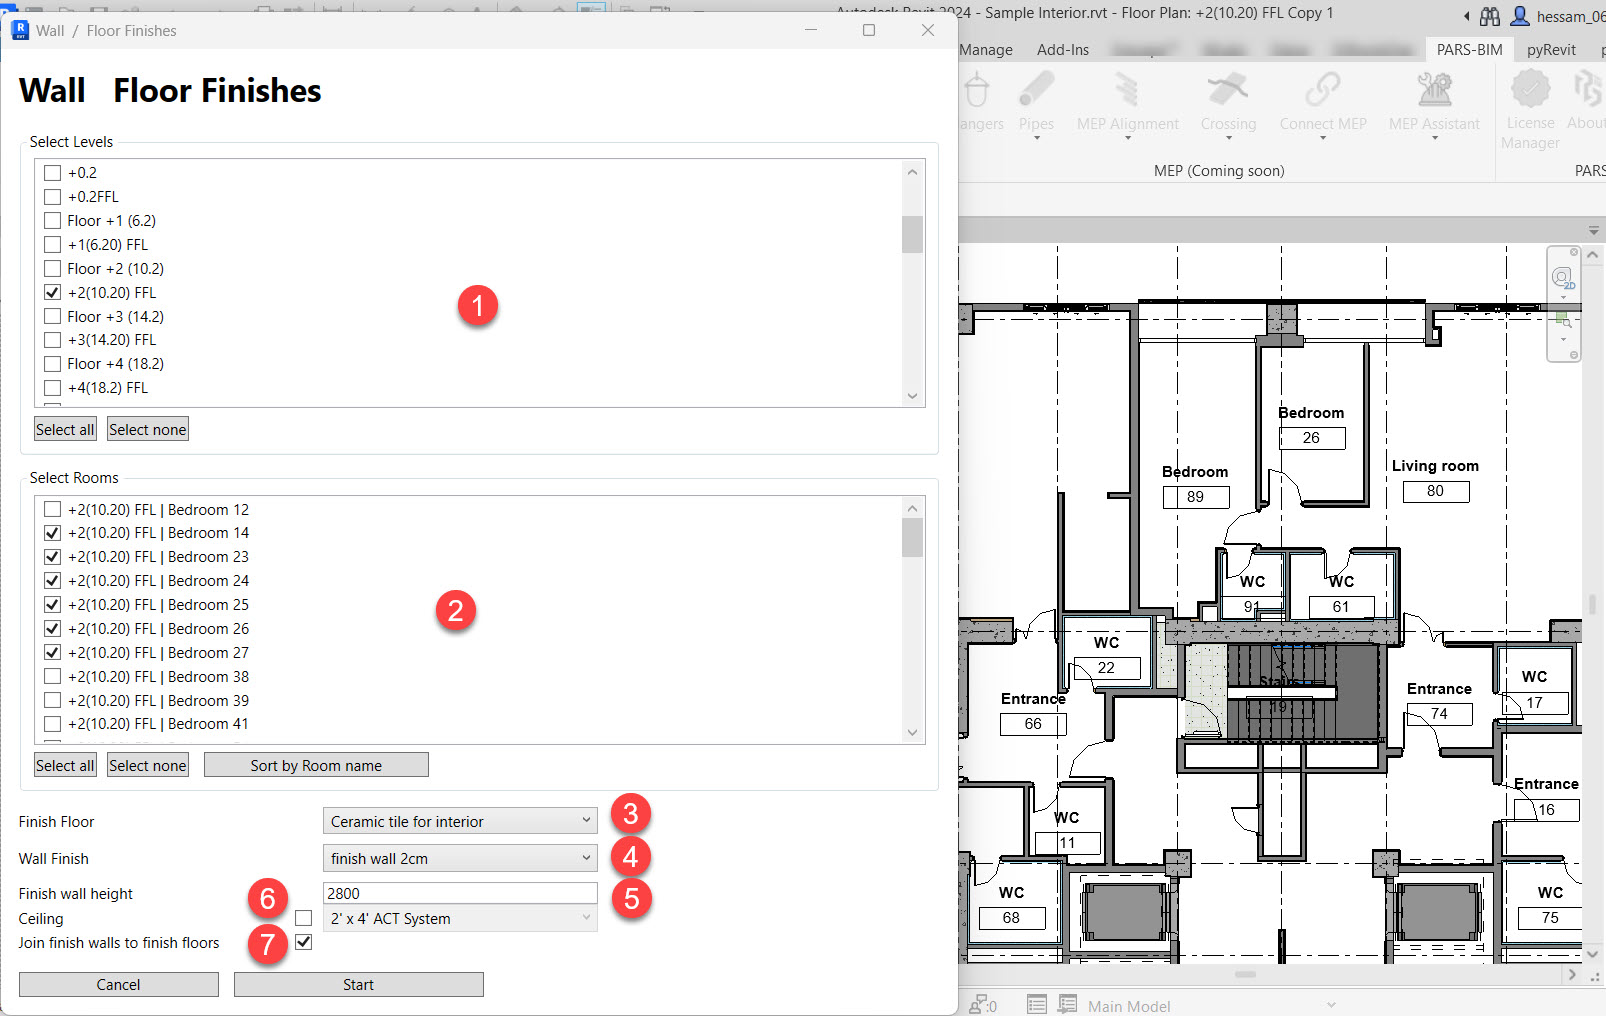 Autodesk Revit 2024 - Sample Interior.rvt - Floor Plan: +2(10.20) FFL Copy 1
hessam_06
Wall / Floor Finishes
Manage Add-Ins PARS-BIM pyRevit
Wall Floor Finishes
angers Pipes MEP Alignment Crossing Connect MEP MEP Assistant License Manager About
MEP (Coming soon) PARS
Select Levels
+0.2
+0.2FFL
Floor +1 (6.2)
+1(6.20) FFL
Floor +2 (10.2)
+2(10.20) FFL
1
Floor +3 (14.2)
+3(14.20) FFL
Floor +4 (18.2)
+4(18.2) FFL
Select all Select none
Select Rooms
+2(10.20) FFL | Bedroom 12
+2(10.20) FFL | Bedroom 14
+2(10.20) FFL | Bedroom 23
+2(10.20) FFL | Bedroom 24
+2(10.20) FFL | Bedroom 25
2
+2(10.20) FFL | Bedroom 26
+2(10.20) FFL | Bedroom 27
+2(10.20) FFL | Bedroom 38
+2(10.20) FFL | Bedroom 39
+2(10.20) FFL | Bedroom 41
Select all Select none Sort by Room name
Finish Floor Ceramic tile for interior 3
Wall Finish finish wall 2cm 4
Finish wall height 2800 5
6
Ceiling 2' x 4' ACT System
Join finish walls to finish floors 7
Cancel Start
2D
Bedroom
26
Living room
80
Bedroom
89
WC
91
WC
61
WC
22
Stairs
19
Entrance
66
Entrance
74
WC
17
Entrance
16
WC
11
WC
68
WC
75
:0 Main Model